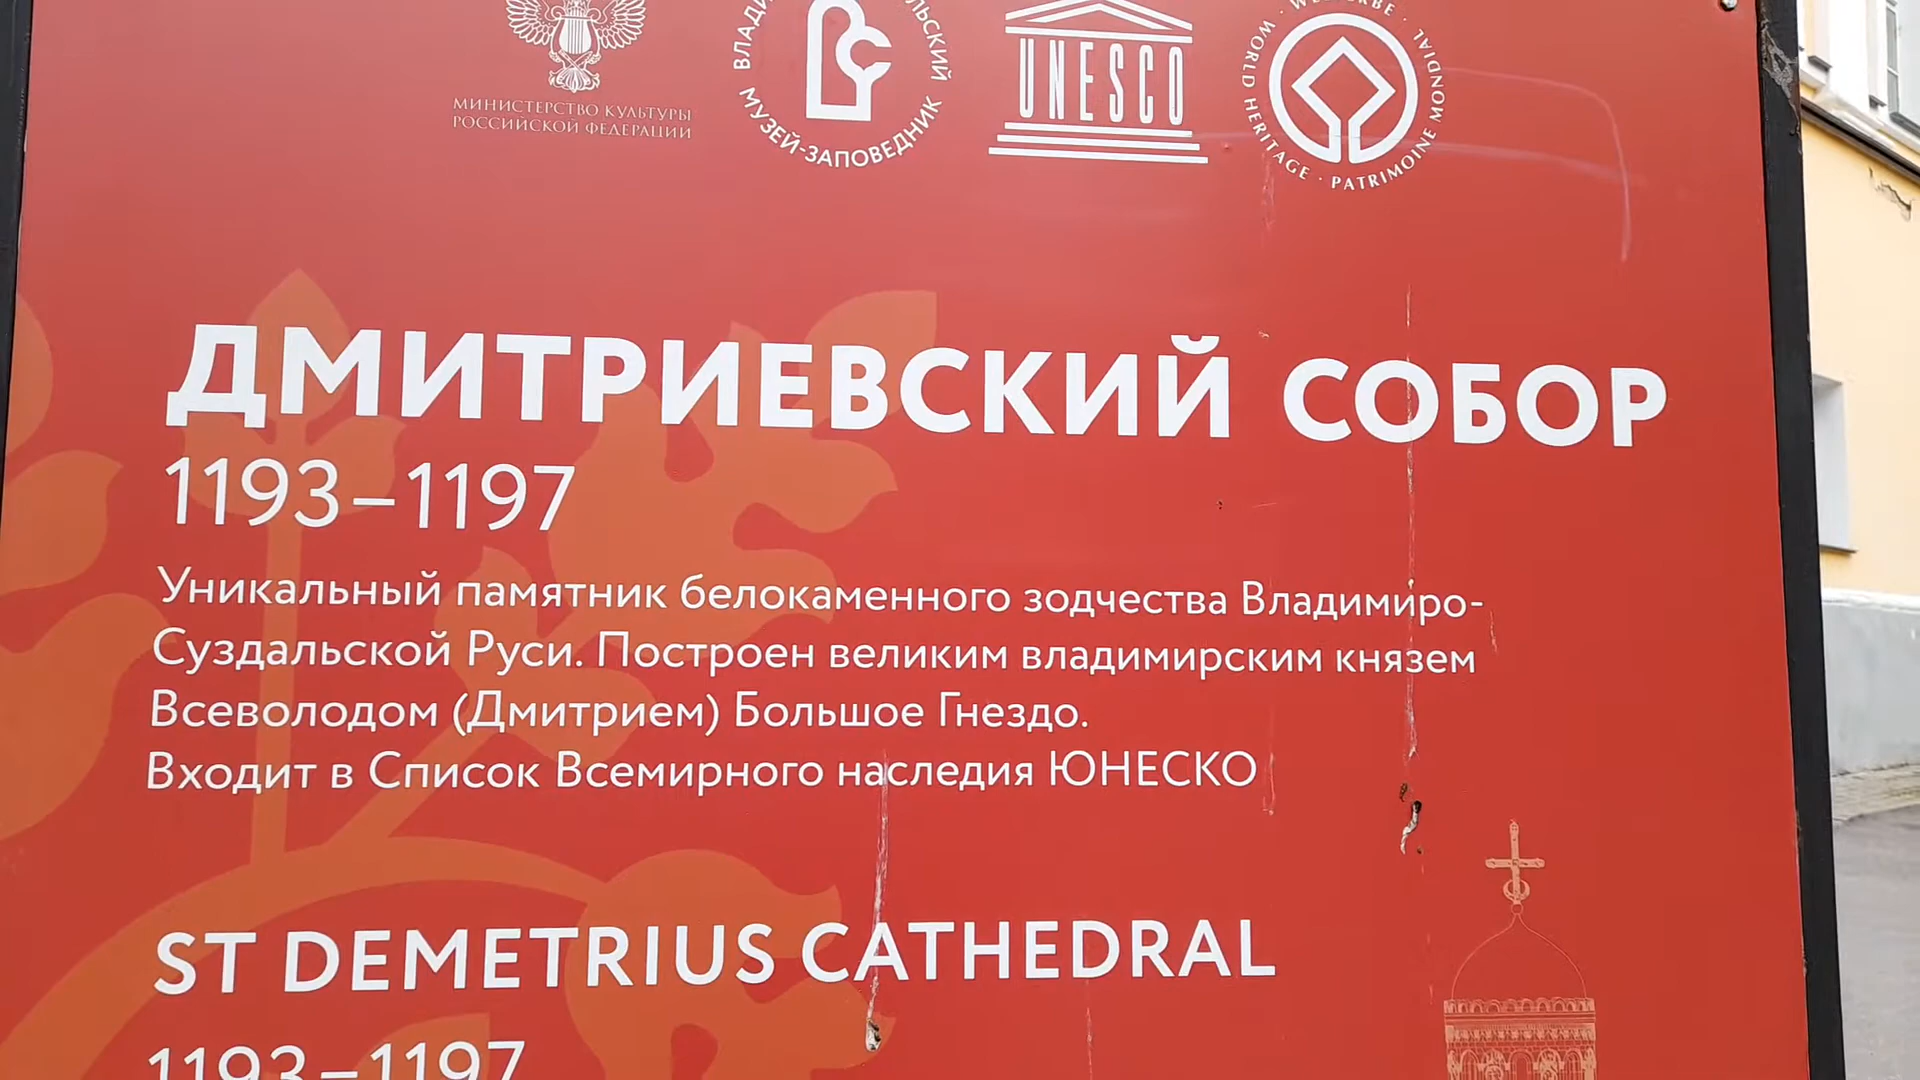 МИНИСТЕРСТВО КУЛЬТУРЫ
РОССИЙСКОЙ ФЕДЕРАЦИИ
МУЗЕЙ-ЗАПОВЕДНИК
UNESCO
WORLD HERITAGE · PATRIMOINE MONDIAL
ДМИТРИЕВСКИЙ СОБОР
1193–1197
Уникальный памятник белокаменного зодчества Владимиро-
Суздальской Руси. Построен великим владимирским князем
Всеволодом (Дмитрием) Большое Гнездо.
Входит в Список Всемирного наследия ЮНЕСКО
ST DEMETRIUS CATHEDRAL
1193–1197